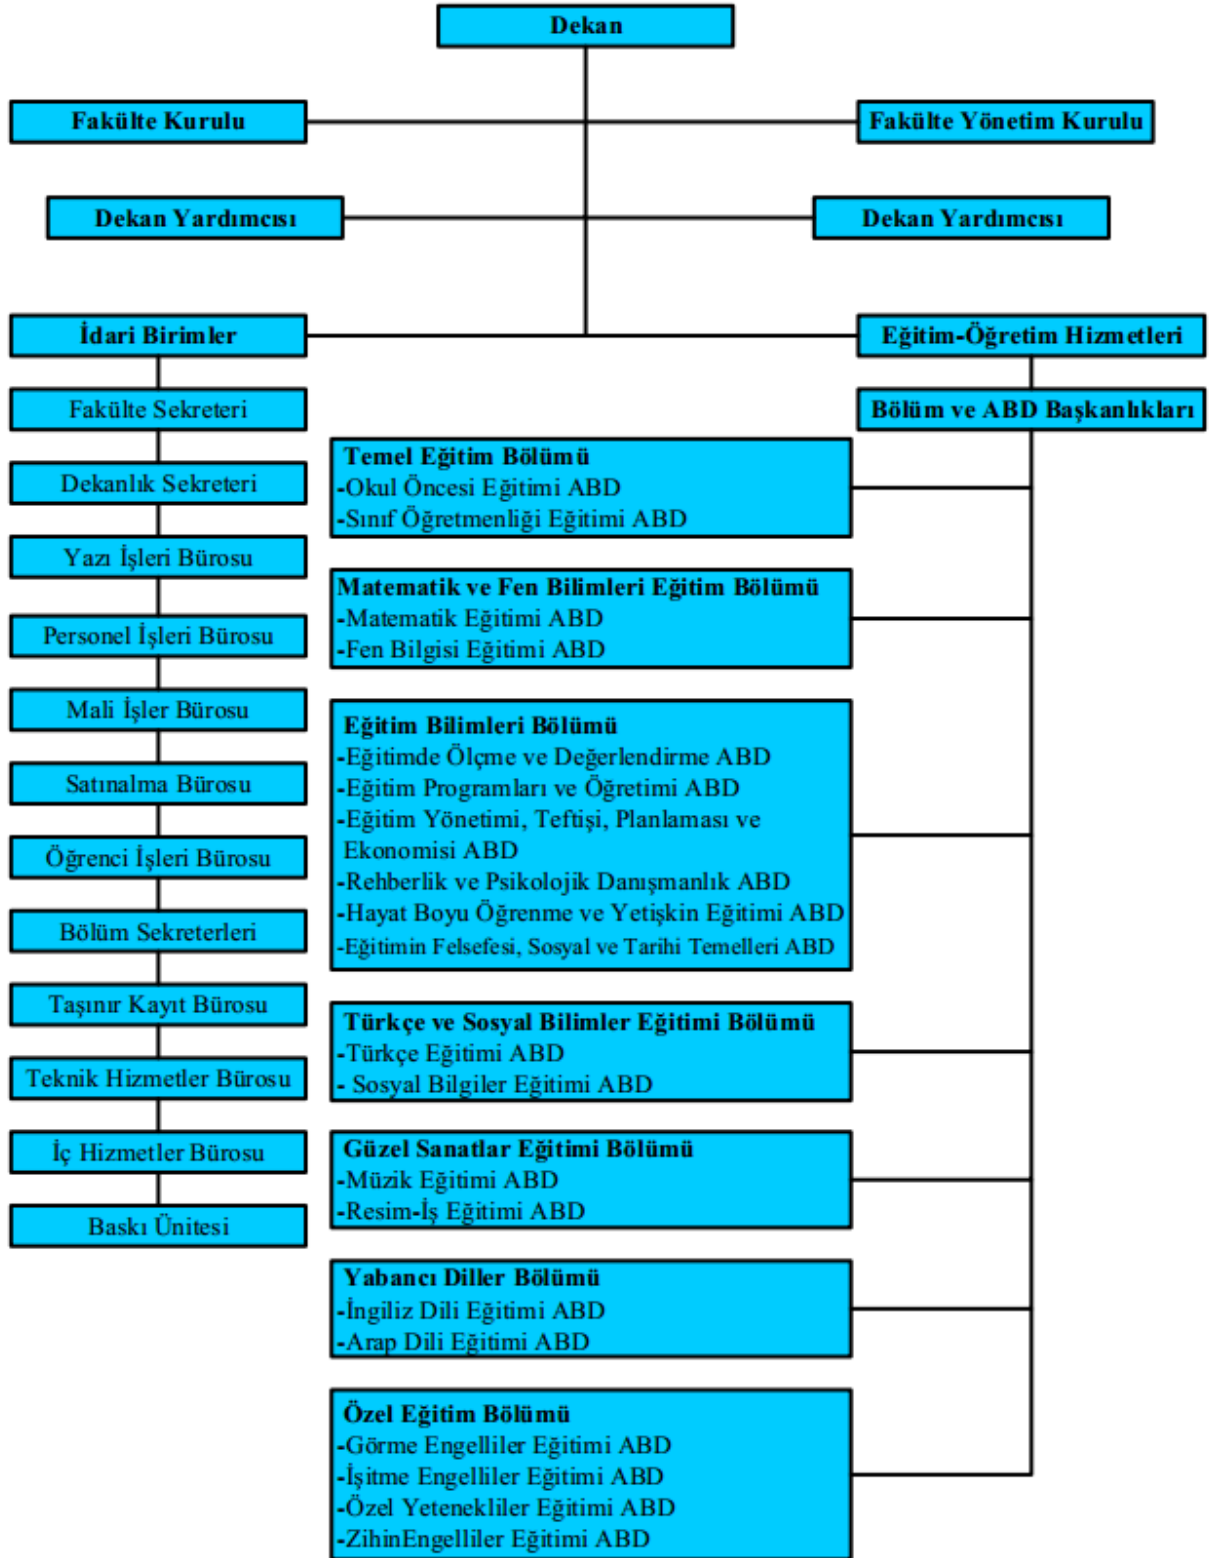 Dekan
Fakülte Kurulu
Fakülte Yönetim Kurulu
Dekan Yardımcısı
Dekan Yardımcısı
İdari Birimler
Eğitim-Öğretim Hizmetleri
Fakülte Sekreteri
Dekanlık Sekreteri
Yazı İşleri Bürosu
Personel İşleri Bürosu
Mali İşler Bürosu
Satınalma Bürosu
Öğrenci İşleri Bürosu
Bölüm Sekreterleri
Taşınır Kayıt Bürosu
Teknik Hizmetler Bürosu
İç Hizmetler Bürosu
Baskı Ünitesi
Bölüm ve ABD Başkanlıkları
Temel Eğitim Bölümü
-Okul Öncesi Eğitimi ABD
-Sınıf Öğretmenliği Eğitimi ABD
Matematik ve Fen Bilimleri Eğitim Bölümü
-Matematik Eğitimi ABD
-Fen Bilgisi Eğitimi ABD
Eğitim Bilimleri Bölümü
-Eğitimde Ölçme ve Değerlendirme ABD
-Eğitim Programları ve Öğretimi ABD
-Eğitim Yönetimi, Teftişi, Planlaması ve
Ekonomisi ABD
-Rehberlik ve Psikolojik Danışmanlık ABD
-Hayat Boyu Öğrenme ve Yetişkin Eğitimi ABD
-Eğitimin Felsefesi, Sosyal ve Tarihi Temelleri ABD
Türkçe ve Sosyal Bilimler Eğitimi Bölümü
-Türkçe Eğitimi ABD
- Sosyal Bilgiler Eğitimi ABD
Güzel Sanatlar Eğitimi Bölümü
-Müzik Eğitimi ABD
-Resim-İş Eğitimi ABD
Yabancı Diller Bölümü
-İngiliz Dili Eğitimi ABD
-Arap Dili Eğitimi ABD
Özel Eğitim Bölümü
-Görme Engelliler Eğitimi ABD
-İşitme Engelliler Eğitimi ABD
-Özel Yetenekliler Eğitimi ABD
-ZihinEngelliler Eğitimi ABD